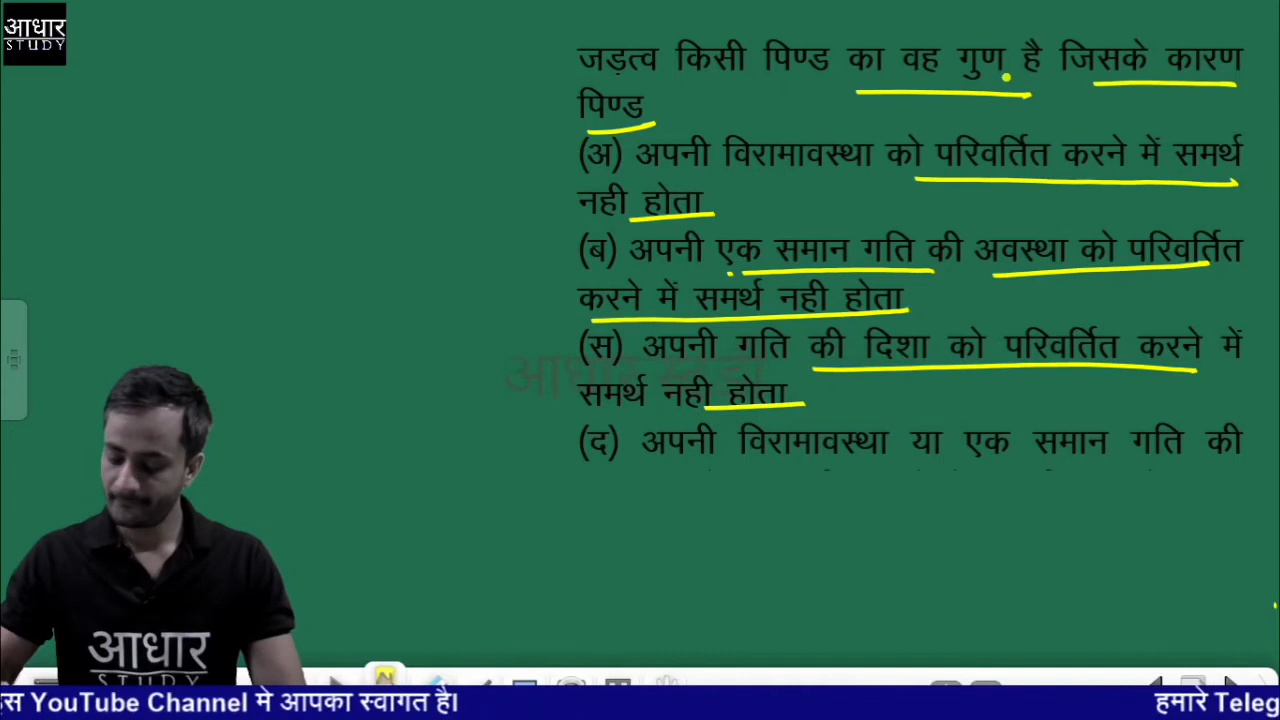 आधार
STUDY
जड़त्व किसी पिण्ड का वह गुण है जिसके कारण
पिण्ड
(अ) अपनी विरामावस्था को परिवर्तित करने में समर्थ
नही होता
(ब) अपनी एक समान गति की अवस्था को परिवर्तित
करने में समर्थ नही होता
(स) अपनी गति की दिशा को परिवर्तित करने में
समर्थ नही होता
(द) अपनी विरामावस्था या एक समान गति की
आधार
STUDY
YouTube Channel मे आपका स्वागत है।
हमारे